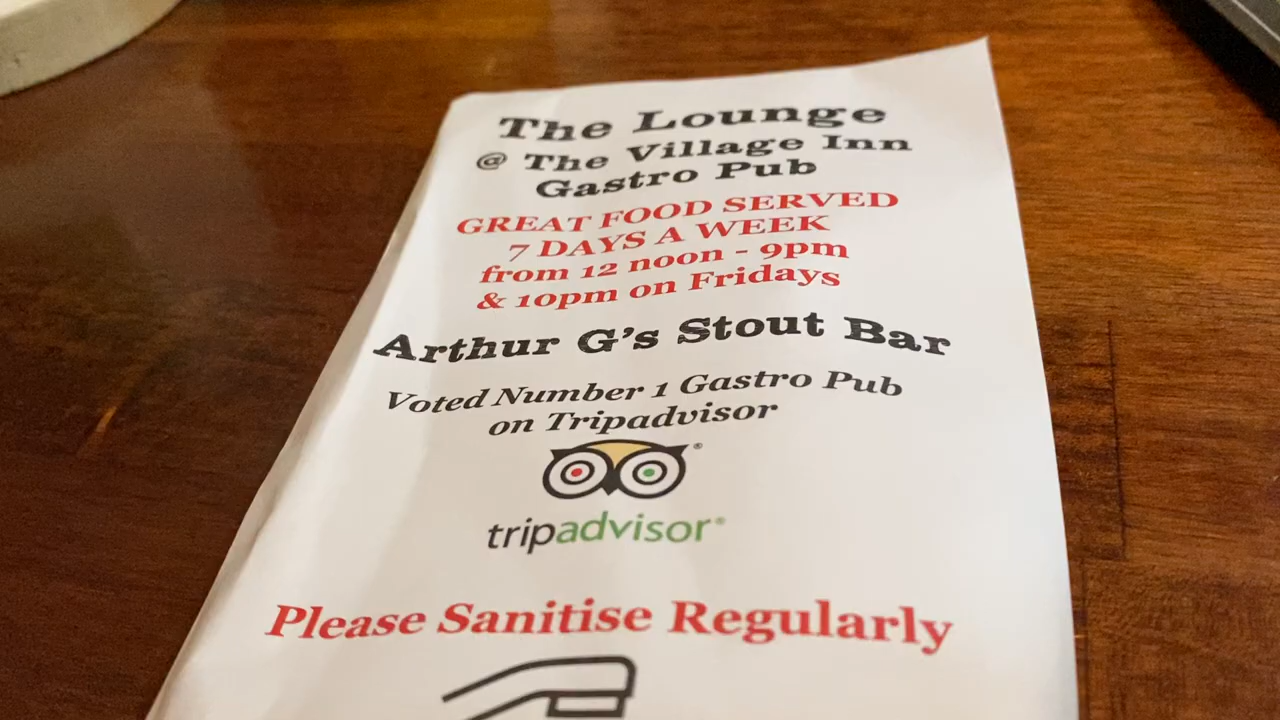 The Lounge
@ The Village Inn
Gastro Pub
GREAT FOOD SERVED
7 DAYS A WEEK
from 12 noon - 9pm
& 10pm on Fridays
Arthur G's Stout Bar
Voted Number 1 Gastro Pub
on Tripadvisor
tripadvisor®
Please Sanitise Regularly